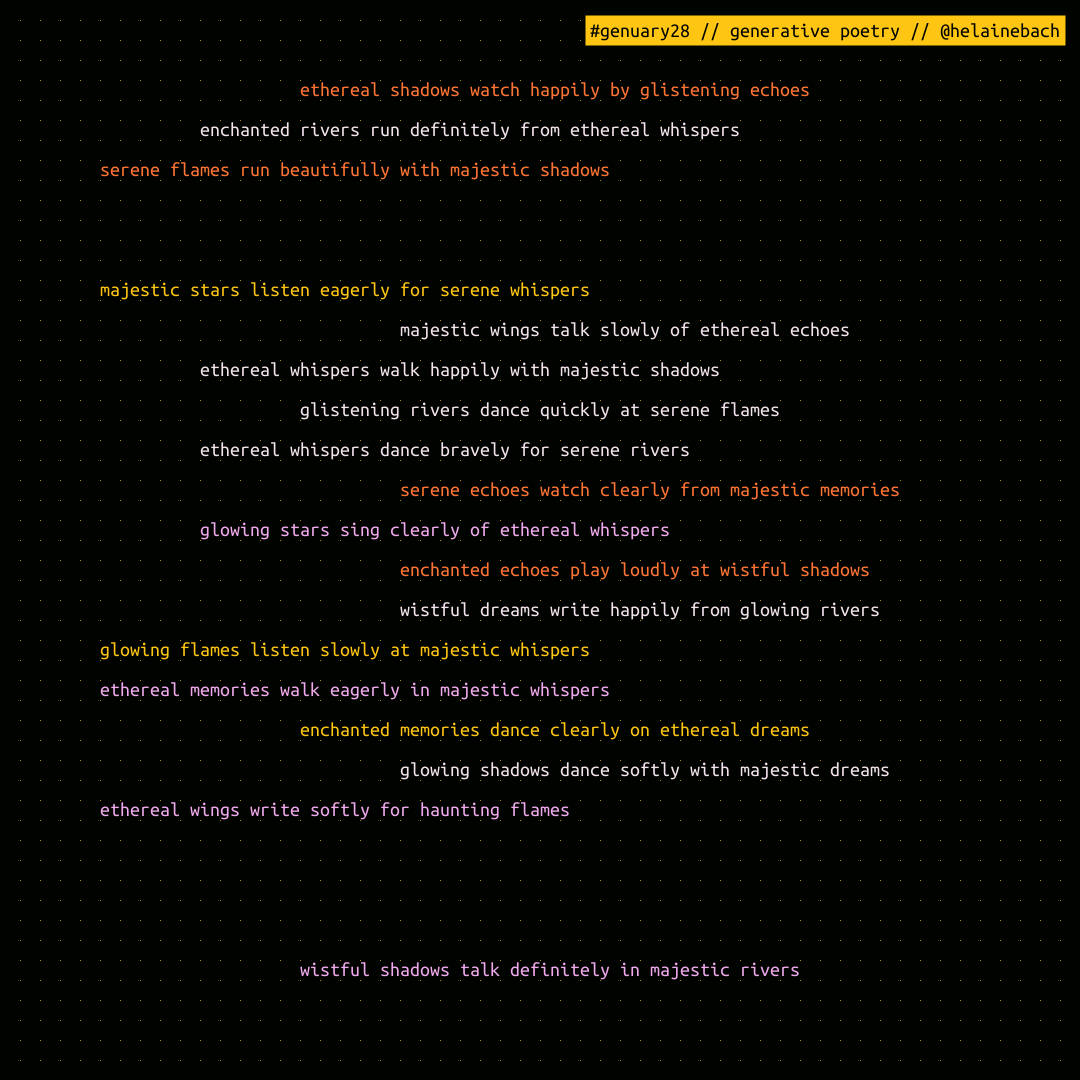 #genuary28 // generative poetry // @helainebach
ethereal shadows watch happily by glistening echoes
enchanted rivers run definitely from ethereal whispers
serene flames run beautifully with majestic shadows
majestic stars listen eagerly for serene whispers
majestic wings talk slowly of ethereal echoes
ethereal whispers walk happily with majestic shadows
glistening rivers dance quickly at serene flames
ethereal whispers dance bravely for serene rivers
serene echoes watch clearly from majestic memories
glowing stars sing clearly of ethereal whispers
enchanted echoes play loudly at wistful shadows
wistful dreams write happily from glowing rivers
glowing flames listen slowly at majestic whispers
ethereal memories walk eagerly in majestic whispers
enchanted memories dance clearly on ethereal dreams
glowing shadows dance softly with majestic dreams
ethereal wings write softly for haunting flames
wistful shadows talk definitely in majestic rivers